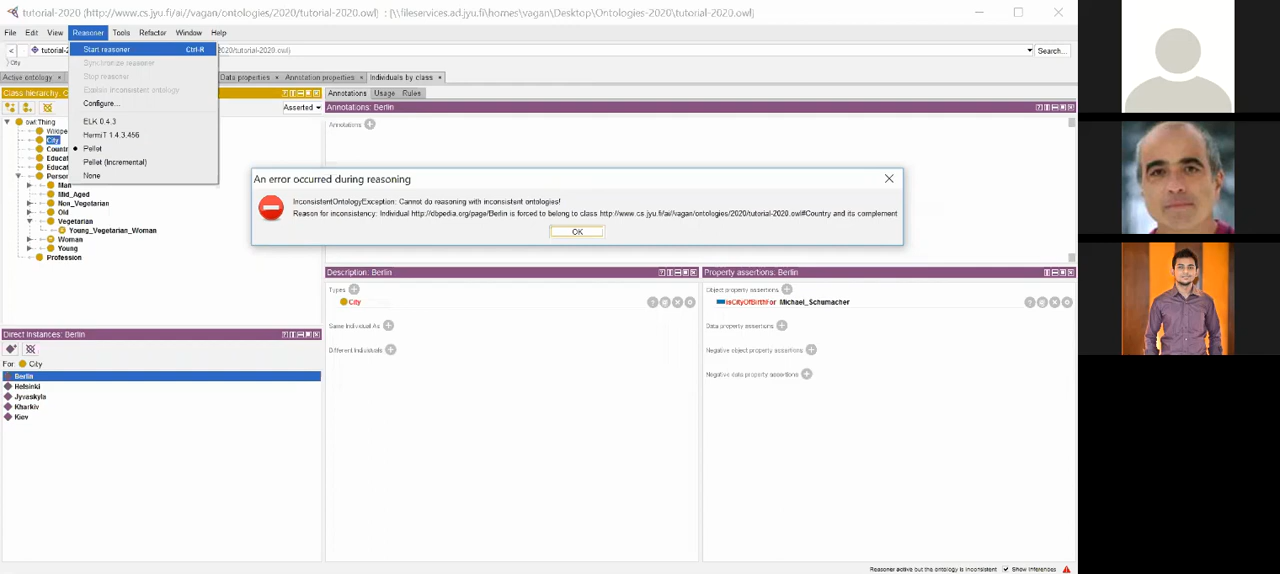 tutorial-2020 (http://www.cs.jyu.fi/ai//vagan/ontologies/2020/tutorial-2020.owl) : [\\fileservices.ad.jyu.fi\homes\vagan\Desktop\Ontologies-2020\tutorial-2020.owl]
File Edit View Reasoner Tools Refactor Window Help
< tutorial-2 2020/tutorial-2020.owl) Search...
City
Active ontology × Data properties × Annotation properties × Individuals by class ×
Start reasoner Ctrl-R
Synchronize reasoner
Stop reasoner
Explain inconsistent ontology
Configure...
ELK 0.4.3
HermiT 1.4.3.456
Pellet
Pellet (Incremental)
None
Class hierarchy: C
Asserted
owl:Thing
City
Countr
Educat
Educat
Person
Man
Mid_Aged
Non_Vegetarian
Old
Vegetarian
Young_Vegetarian_Woman
Woman
Young
Profession
Annotations Usage Rules
Annotations: Berlin
Annotations
An error occurred during reasoning
InconsistentOntologyException: Cannot do reasoning with inconsistent ontologies!
Reason for inconsistency: Individual http://dbpedia.org/page/Berlin is forced to belong to class http://www.cs.jyu.fi/ai//vagan/ontologies/2020/tutorial-2020.owl#Country and its complement
OK
Direct instances: Berlin
For City
Berlin
Helsinki
Jyvaskyla
Kharkiv
Kiev
Description: Berlin
Types
City
Same Individual As
Different Individuals
Property assertions: Berlin
Object property assertions
isCityOfBirthFor Michael_Schumacher
Data property assertions
Negative object property assertions
Negative data property assertions
Reasoner active but the ontology is inconsistent Show Inferences